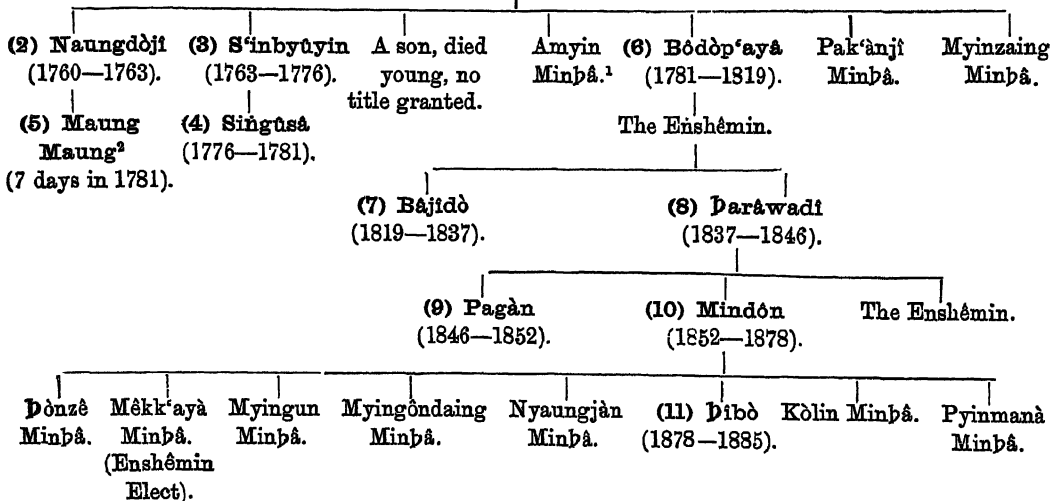 (2) Naungdòjî (3) S‘inbyûyin A son, died Amyin (6) Bôdòp‘ayâ Pak‘ànjî Myinzaing
(1760—1763). (1763—1776). young, no Minþâ.¹ (1781—1819). Minþâ. Minþâ.
title granted.
(5) Maung (4) Siṅgûsâ The Eṅshêmin.
Maung² (1776—1781).
(7 days in 1781).
(7) Bâjîdò (8) Þarâwadî
(1819—1837). (1837—1846).
(9) Pagàn (10) Mindôn The Enshêmin.
(1846—1852). (1852—1878).
Þònzê Mêkk‘ayà Myingun Myingôndaing Nyaungjàn (11) Þîbò Kòlin Minþâ. Pyinmanà
Minþâ. Minþâ. Minþâ. Minþâ. Minþâ. (1878—1885). Minþâ.
(Enshêmin
Elect).